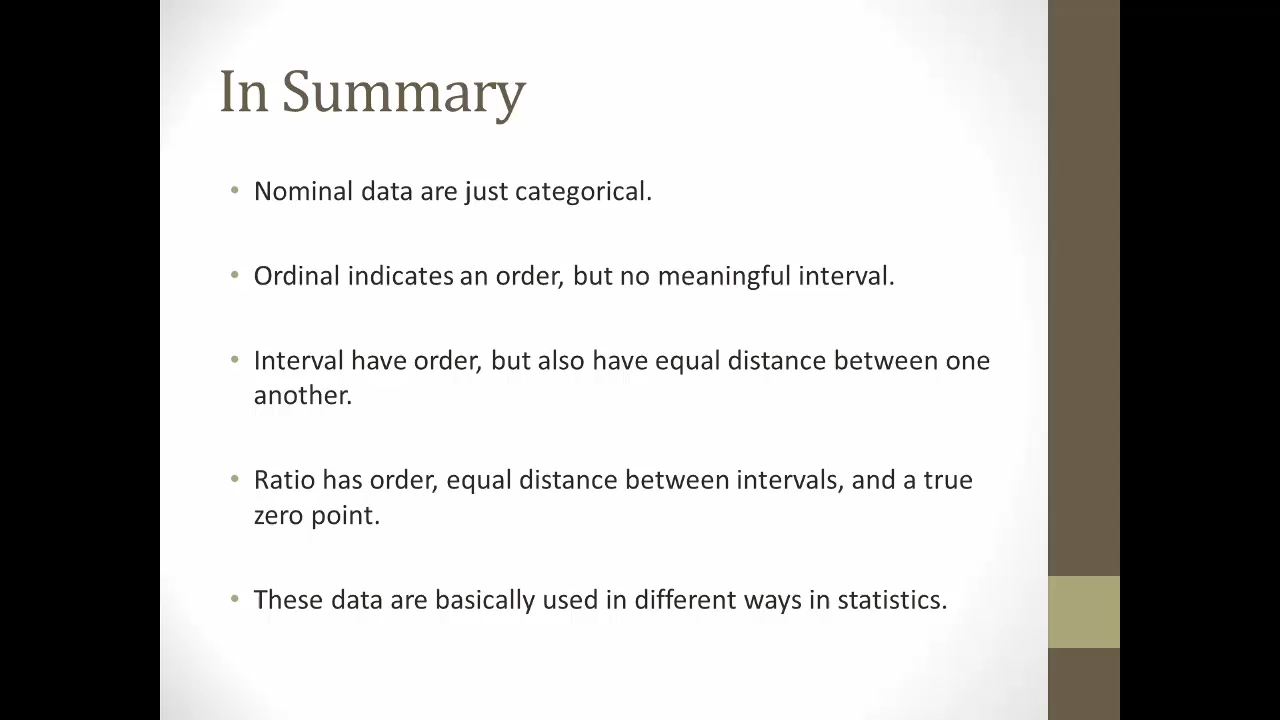 In Summary
• Nominal data are just categorical.
• Ordinal indicates an order, but no meaningful interval.
• Interval have order, but also have equal distance between one
another.
• Ratio has order, equal distance between intervals, and a true
zero point.
• These data are basically used in different ways in statistics.